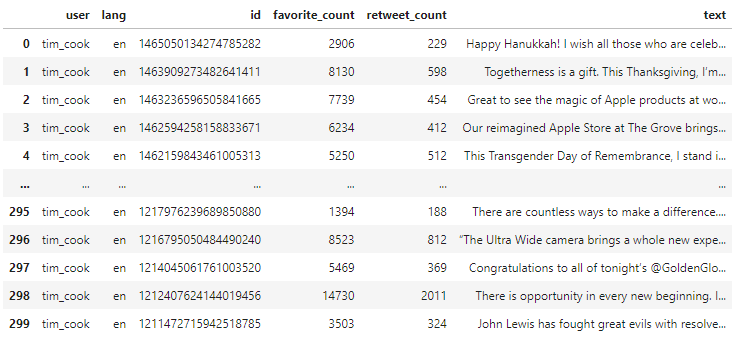 user lang id favorite_count retweet_count text
0 tim_cook en 1465050134274785282 2906 229 Happy Hanukkah! I wish all those who are celeb...
1 tim_cook en 1463909273482641411 8130 598 Togetherness is a gift. This Thanksgiving, I'm...
2 tim_cook en 1463236596505841665 7739 454 Great to see the magic of Apple products at wo...
3 tim_cook en 1462594258158833671 6234 412 Our reimagined Apple Store at The Grove brings...
4 tim_cook en 1462159843461005313 5250 512 This Transgender Day of Remembrance, I stand i...
... ... ... ... ... ... ...
295 tim_cook en 1217976239689850880 1394 188 There are countless ways to make a difference....
296 tim_cook en 1216795050484490240 8523 812 “The Ultra Wide camera brings a whole new expe...
297 tim_cook en 1214045061761003520 5469 369 Congratulations to all of tonight's @GoldenGlo...
298 tim_cook en 1212407624144019456 14730 2011 There is opportunity in every new beginning. I...
299 tim_cook en 1211472715942518785 3503 324 John Lewis has fought great evils with resolve...